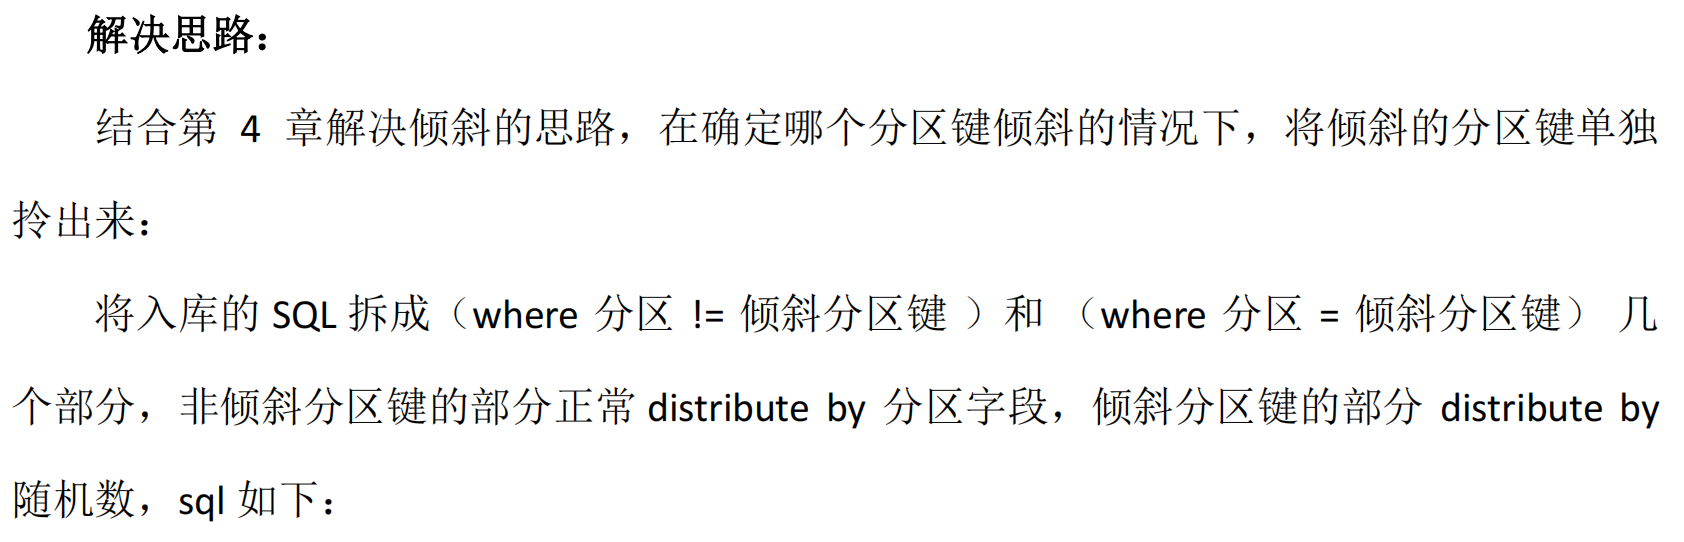 解决思路：
结合第 4 章解决倾斜的思路，在确定哪个分区键倾斜的情况下，将倾斜的分区键单独
拎出来：
将入库的 SQL 拆成（where 分区 != 倾斜分区键 ）和 （where 分区 = 倾斜分区键） 几
个部分，非倾斜分区键的部分正常 distribute by 分区字段，倾斜分区键的部分 distribute by
随机数，sql 如下：